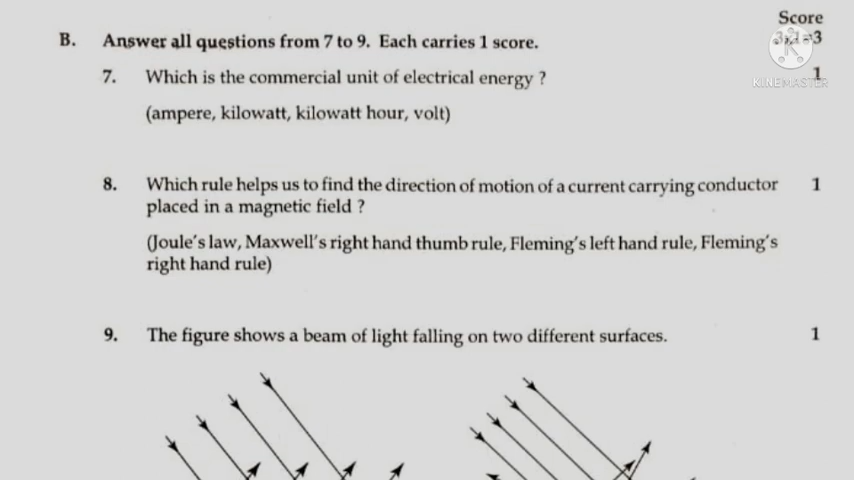 Score
B. Answer all questions from 7 to 9. Each carries 1 score. 3x1=3
7. Which is the commercial unit of electrical energy ? 1
KINEMASTER
(ampere, kilowatt, kilowatt hour, volt)
8. Which rule helps us to find the direction of motion of a current carrying conductor 1
placed in a magnetic field ?
(Joule's law, Maxwell's right hand thumb rule, Fleming's left hand rule, Fleming's
right hand rule)
9. The figure shows a beam of light falling on two different surfaces. 1